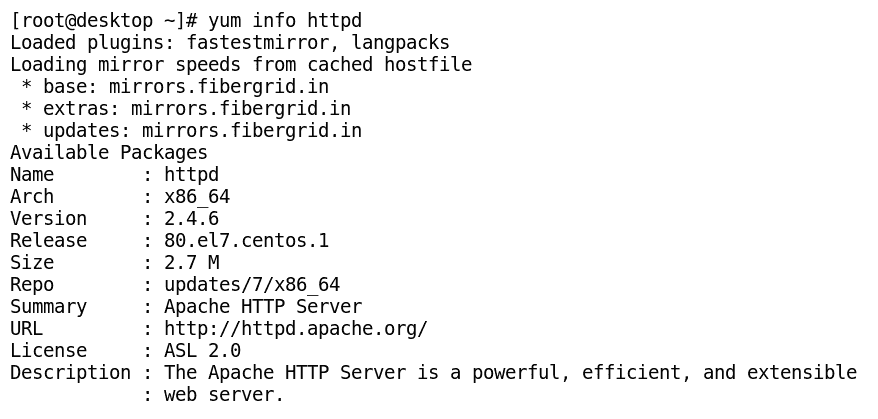 [root@desktop ~]# yum info httpd
Loaded plugins: fastestmirror, langpacks
Loading mirror speeds from cached hostfile
 * base: mirrors.fibergrid.in
 * extras: mirrors.fibergrid.in
 * updates: mirrors.fibergrid.in
Available Packages
Name        : httpd
Arch        : x86_64
Version     : 2.4.6
Release     : 80.el7.centos.1
Size        : 2.7 M
Repo        : updates/7/x86_64
Summary     : Apache HTTP Server
URL         : http://httpd.apache.org/
License     : ASL 2.0
Description : The Apache HTTP Server is a powerful, efficient, and extensible
            : web server.